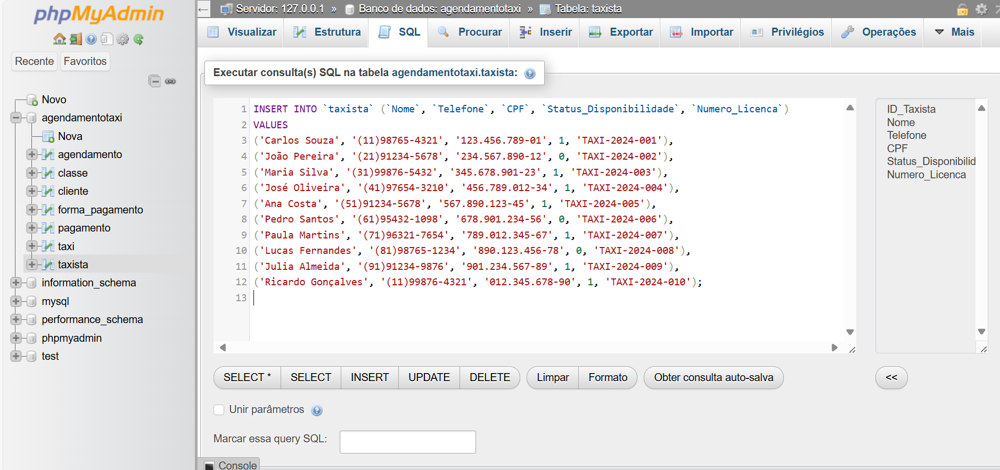 phpMyAdmin
Recente Favoritos
Novo
agendamentotaxi
Nova
agendamento
classe
cliente
forma_pagamento
pagamento
taxi
taxista
information_schema
mysql
performance_schema
phpmyadmin
test
← Servidor: 127.0.0.1 » Banco de dados: agendamentotaxi » Tabela: taxista
Visualizar Estrutura SQL Procurar Inserir Exportar Importar Privilégios Operações Mais
Executar consulta(s) SQL na tabela agendamentotaxi.taxista:
1 INSERT INTO `taxista` (`Nome`, `Telefone`, `CPF`, `Status_Disponibilidade`, `Numero_Licenca`)
2 VALUES
3 ('Carlos Souza', '(11)98765-4321', '123.456.789-01', 1, 'TAXI-2024-001'),
4 ('João Pereira', '(21)91234-5678', '234.567.890-12', 0, 'TAXI-2024-002'),
5 ('Maria Silva', '(31)99876-5432', '345.678.901-23', 1, 'TAXI-2024-003'),
6 ('José Oliveira', '(41)97654-3210', '456.789.012-34', 1, 'TAXI-2024-004'),
7 ('Ana Costa', '(51)91234-5678', '567.890.123-45', 1, 'TAXI-2024-005'),
8 ('Pedro Santos', '(61)95432-1098', '678.901.234-56', 0, 'TAXI-2024-006'),
9 ('Paula Martins', '(71)96321-7654', '789.012.345-67', 1, 'TAXI-2024-007'),
10 ('Lucas Fernandes', '(81)98765-1234', '890.123.456-78', 0, 'TAXI-2024-008'),
11 ('Julia Almeida', '(91)91234-9876', '901.234.567-89', 1, 'TAXI-2024-009'),
12 ('Ricardo Gonçalves', '(11)99876-4321', '012.345.678-90', 1, 'TAXI-2024-010');
13
ID_Taxista
Nome
Telefone
CPF
Status_Disponibilid
Numero_Licenca
SELECT * SELECT INSERT UPDATE DELETE Limpar Formato Obter consulta auto-salva <<
Unir parâmetros
Marcar essa query SQL:
Console